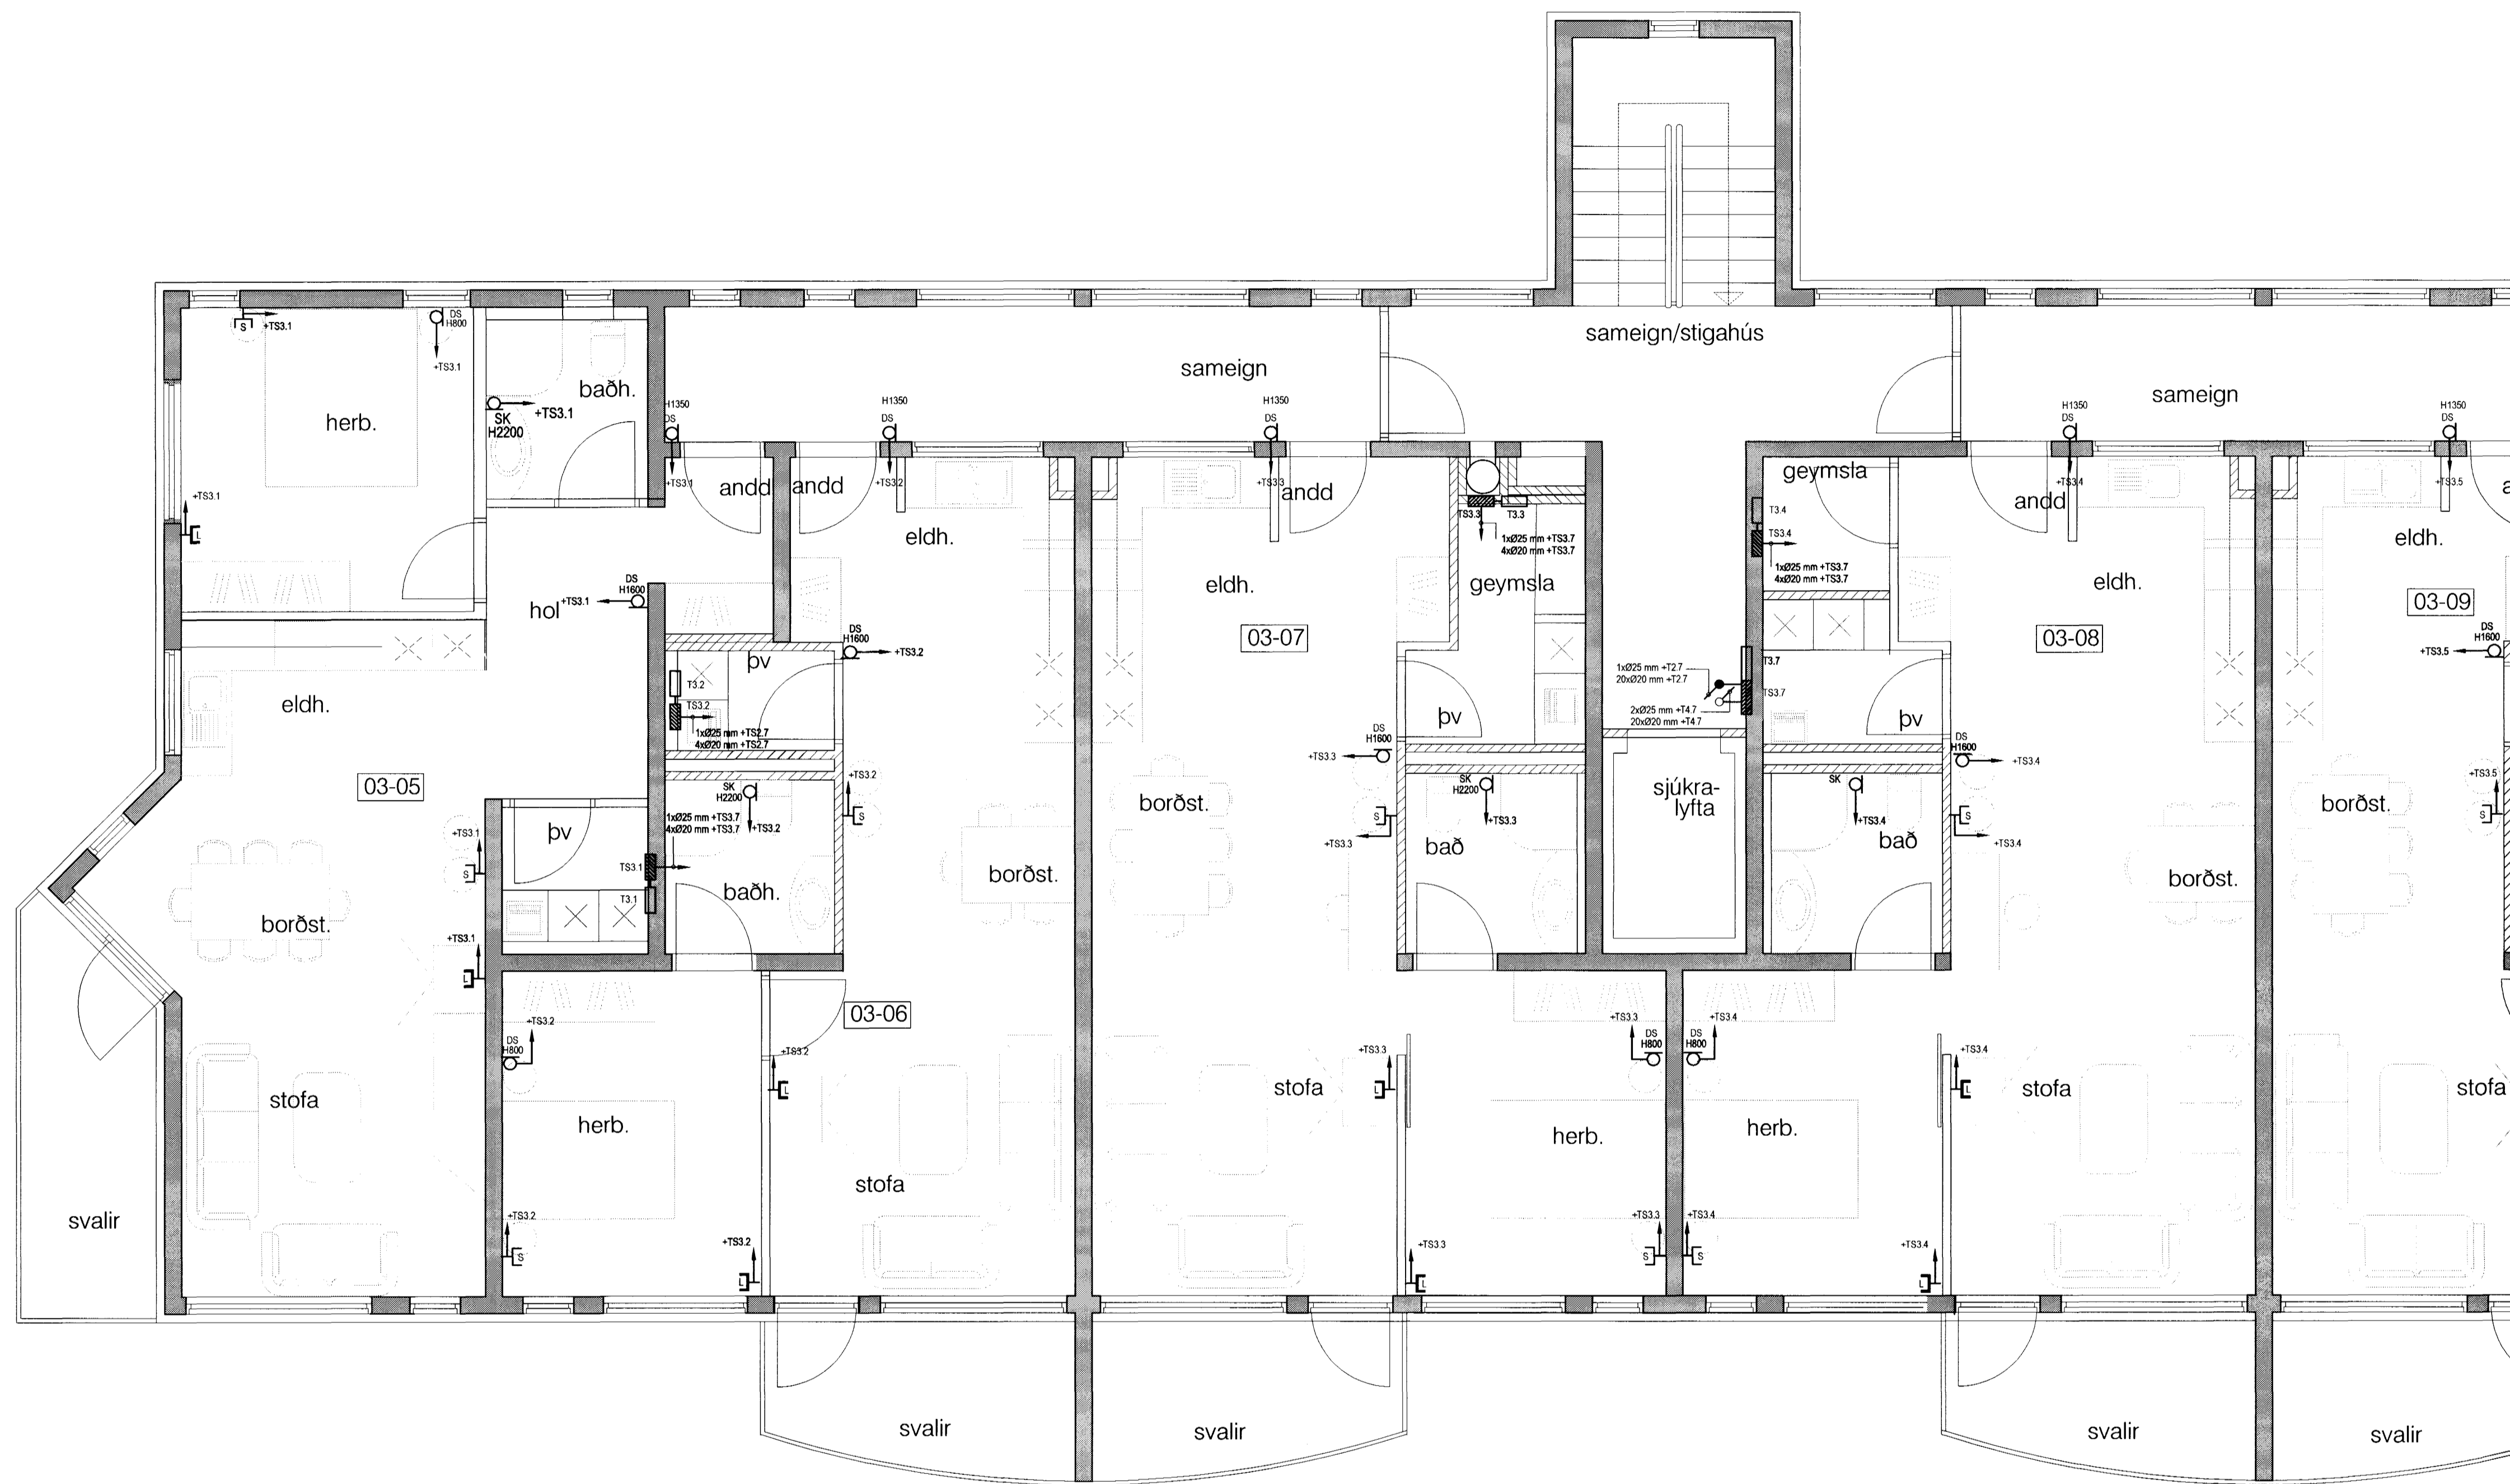 sameign/stigahús
S
+TS3.1
DS
H800
+TS3.1
sameign
sameign
baðh.
herb.
SK
H2200
+TS3.1
H1350
DS
+TS3.1
H1350
DS
+TS3.2
H1350
DS
+TS3.3
H1350
DS
+TS3.4
H1350
DS
+TS3.5
+TS3.1
L
andd
andd
andd
geymsla
andd
a
TS3.3
T3.3
1xØ25 mm +TS3.7
4xØ20 mm +TS3.7
geymsla
T3.4
TS3.4
1xØ25 mm +TS3.7
4xØ20 mm +TS3.7
eldh.
eldh.
eldh.
eldh.
hol
+TS3.1
DS
H1600
03-07
03-08
03-09
DS
H1600
+TS3.2
DS
H1600
+TS3.5
þv
T3.2
TS3.2
1xØ25 mm +TS2.7
4xØ20 mm +TS2.7
1xØ25 mm +T2.7
20xØ20 mm +T2.7
2xØ25 mm +T4.7
20xØ20 mm +T4.7
T3.7
TS3.7
eldh.
þv
þv
DS
H1600
+TS3.3
DS
H1600
+TS3.4
03-05
SK
H2200
+TS3.2
1xØ25 mm +TS3.7
4xØ20 mm +TS3.7
+TS3.2
S
SK
H2200
+TS3.3
sjúkra-
lyfta
SK
+TS3.4
+TS3.5
S
borðst.
borðst.
S
+TS3.3
S
+TS3.4
þv
+TS3.1
S
TS3.1
T3.1
bað
bað
baðh.
borðst.
borðst.
borðst.
+TS3.1
L
03-06
+TS3.2
DS
H800
+TS3.2
L
+TS3.3
L
+TS3.3
DS
H800
+TS3.4
DS
H800
+TS3.4
L
stofa
stofa
stofa
stofa
herb.
herb.
herb.
stofa
svalir
+TS3.2
S
+TS3.2
L
+TS3.3
L
+TS3.3
S
+TS3.4
S
+TS3.4
L
svalir
svalir
svalir
svalir